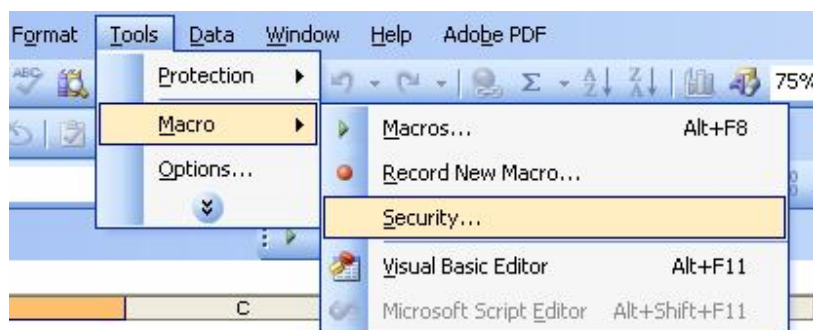 Format Tools Data Window Help Adobe PDF
ABC Σ A Z Z A 75%
Protection
Macro
Options...
Macros... Alt+F8
Record New Macro...
Security...
Visual Basic Editor Alt+F11
Microsoft Script Editor Alt+Shift+F11
C